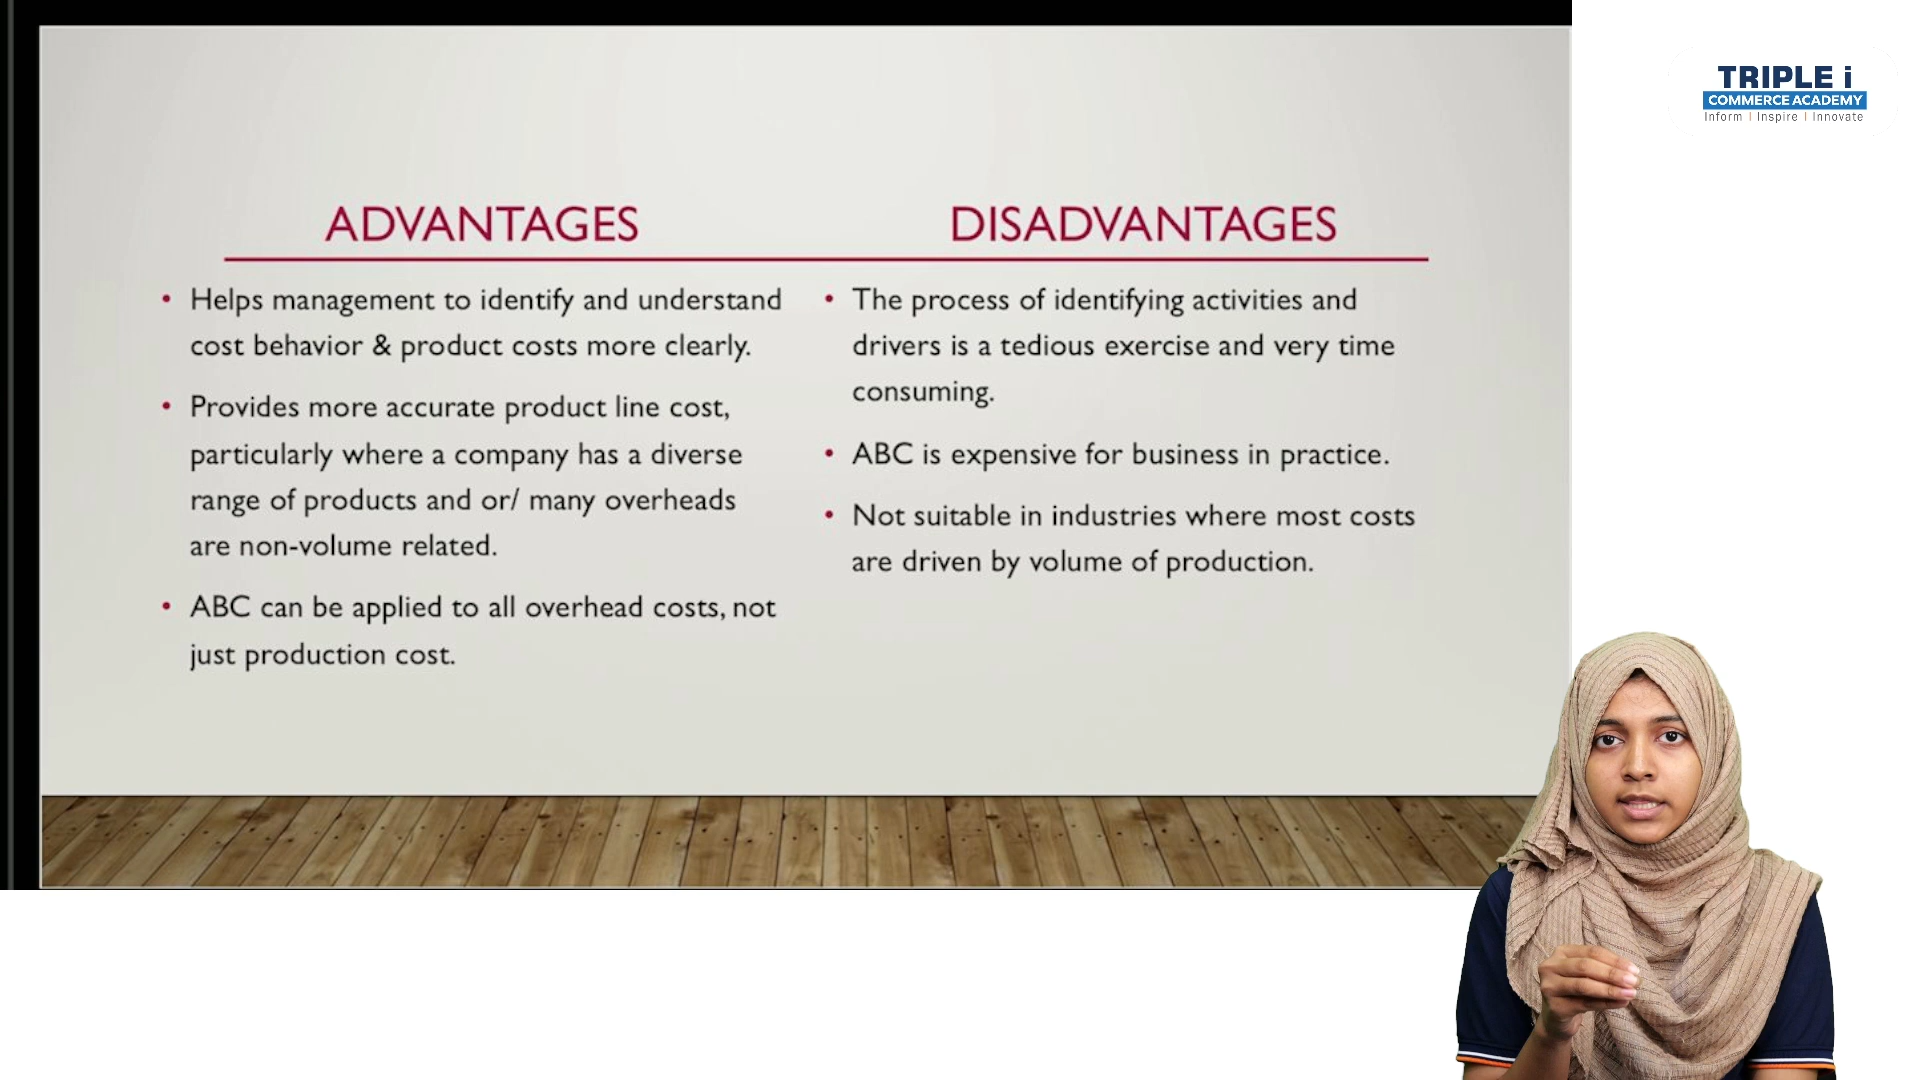 TRIPLE i
COMMERCE ACADEMY
Inform | Inspire | Innovate
ADVANTAGES
• Helps management to identify and understand
cost behavior & product costs more clearly.
• Provides more accurate product line cost,
particularly where a company has a diverse
range of products and or/ many overheads
are non-volume related.
• ABC can be applied to all overhead costs, not
just production cost.
DISADVANTAGES
• The process of identifying activities and
drivers is a tedious exercise and very time
consuming.
• ABC is expensive for business in practice.
• Not suitable in industries where most costs
are driven by volume of production.